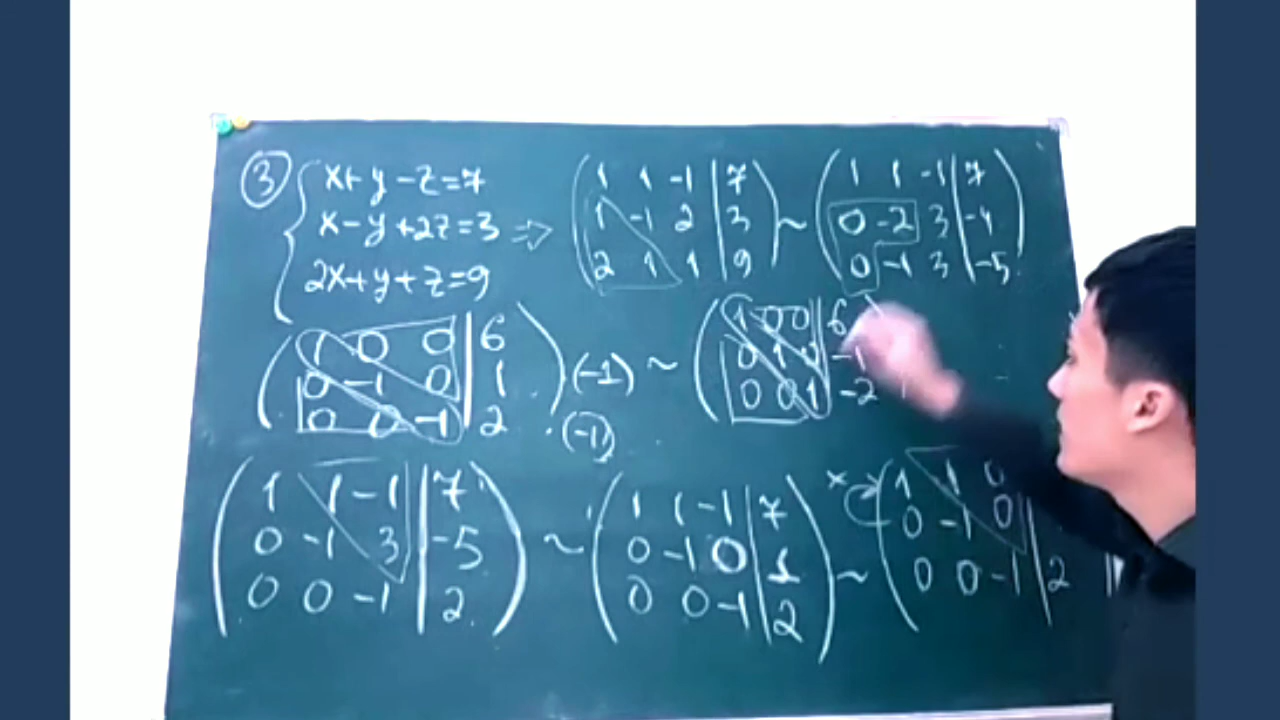 ③ { x+y-z=7
x-y+2z=3 ⇒
2x+y+z=9
( 1 1 -1 | 7
1 -1 2 | 3
2 1 1 | 9 ) ~
( 1 1 -1 | 7
0 -2 3 | -4
0 -1 3 | -5 )
( 1 0 0 | 6
0 -1 0 | 1
0 0 -1 | 2 ) (-1) ~
(-1)
( 1 0 0 | 6
0 1 0 | -1
0 0 1 | -2
( 1 1 -1 | 7
0 -1 3 | -5
0 0 -1 | 2 ) ~
( 1 1 -1 | 7
0 -1 0 | 1
0 0 -1 | 2 ) ~
( 1 1 0
0 -1 0
0 0 -1 | 2